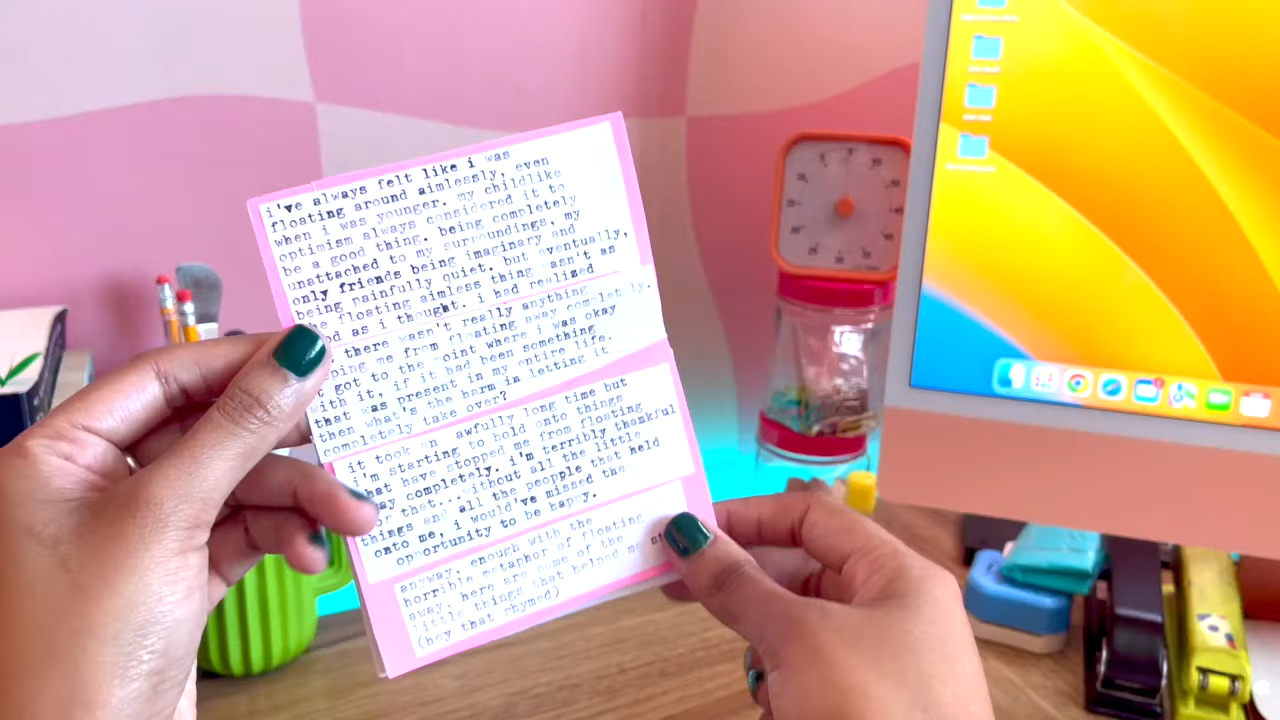 i've always felt like i was
floating around aimlessly, even
when i was younger. my childlike
optimism always considered it to
be a good thing. being completely
unattached to my surroundings, my
only friends being imaginary and
being painfully quiet. but eventually,
floating aimless thing wasn't as
as i thought. i had realized
there wasn't really anything
me from floating away completely.
got to the point where i was okay
with it, if it had been something
that was present in my entire life,
then what's the harm in letting it
completely take over?
it took an awfully long time but
i'm starting to hold onto things
that have stopped me from floating
completely. i'm terribly thankful
for that...without all the little
things and all the peopple that held
onto me, i would've missed the
opportunity to be happy.
anyway, enough with the
horrible metaphor of floating
away, here are some of the
little things that helped me
(hey that rhymed)